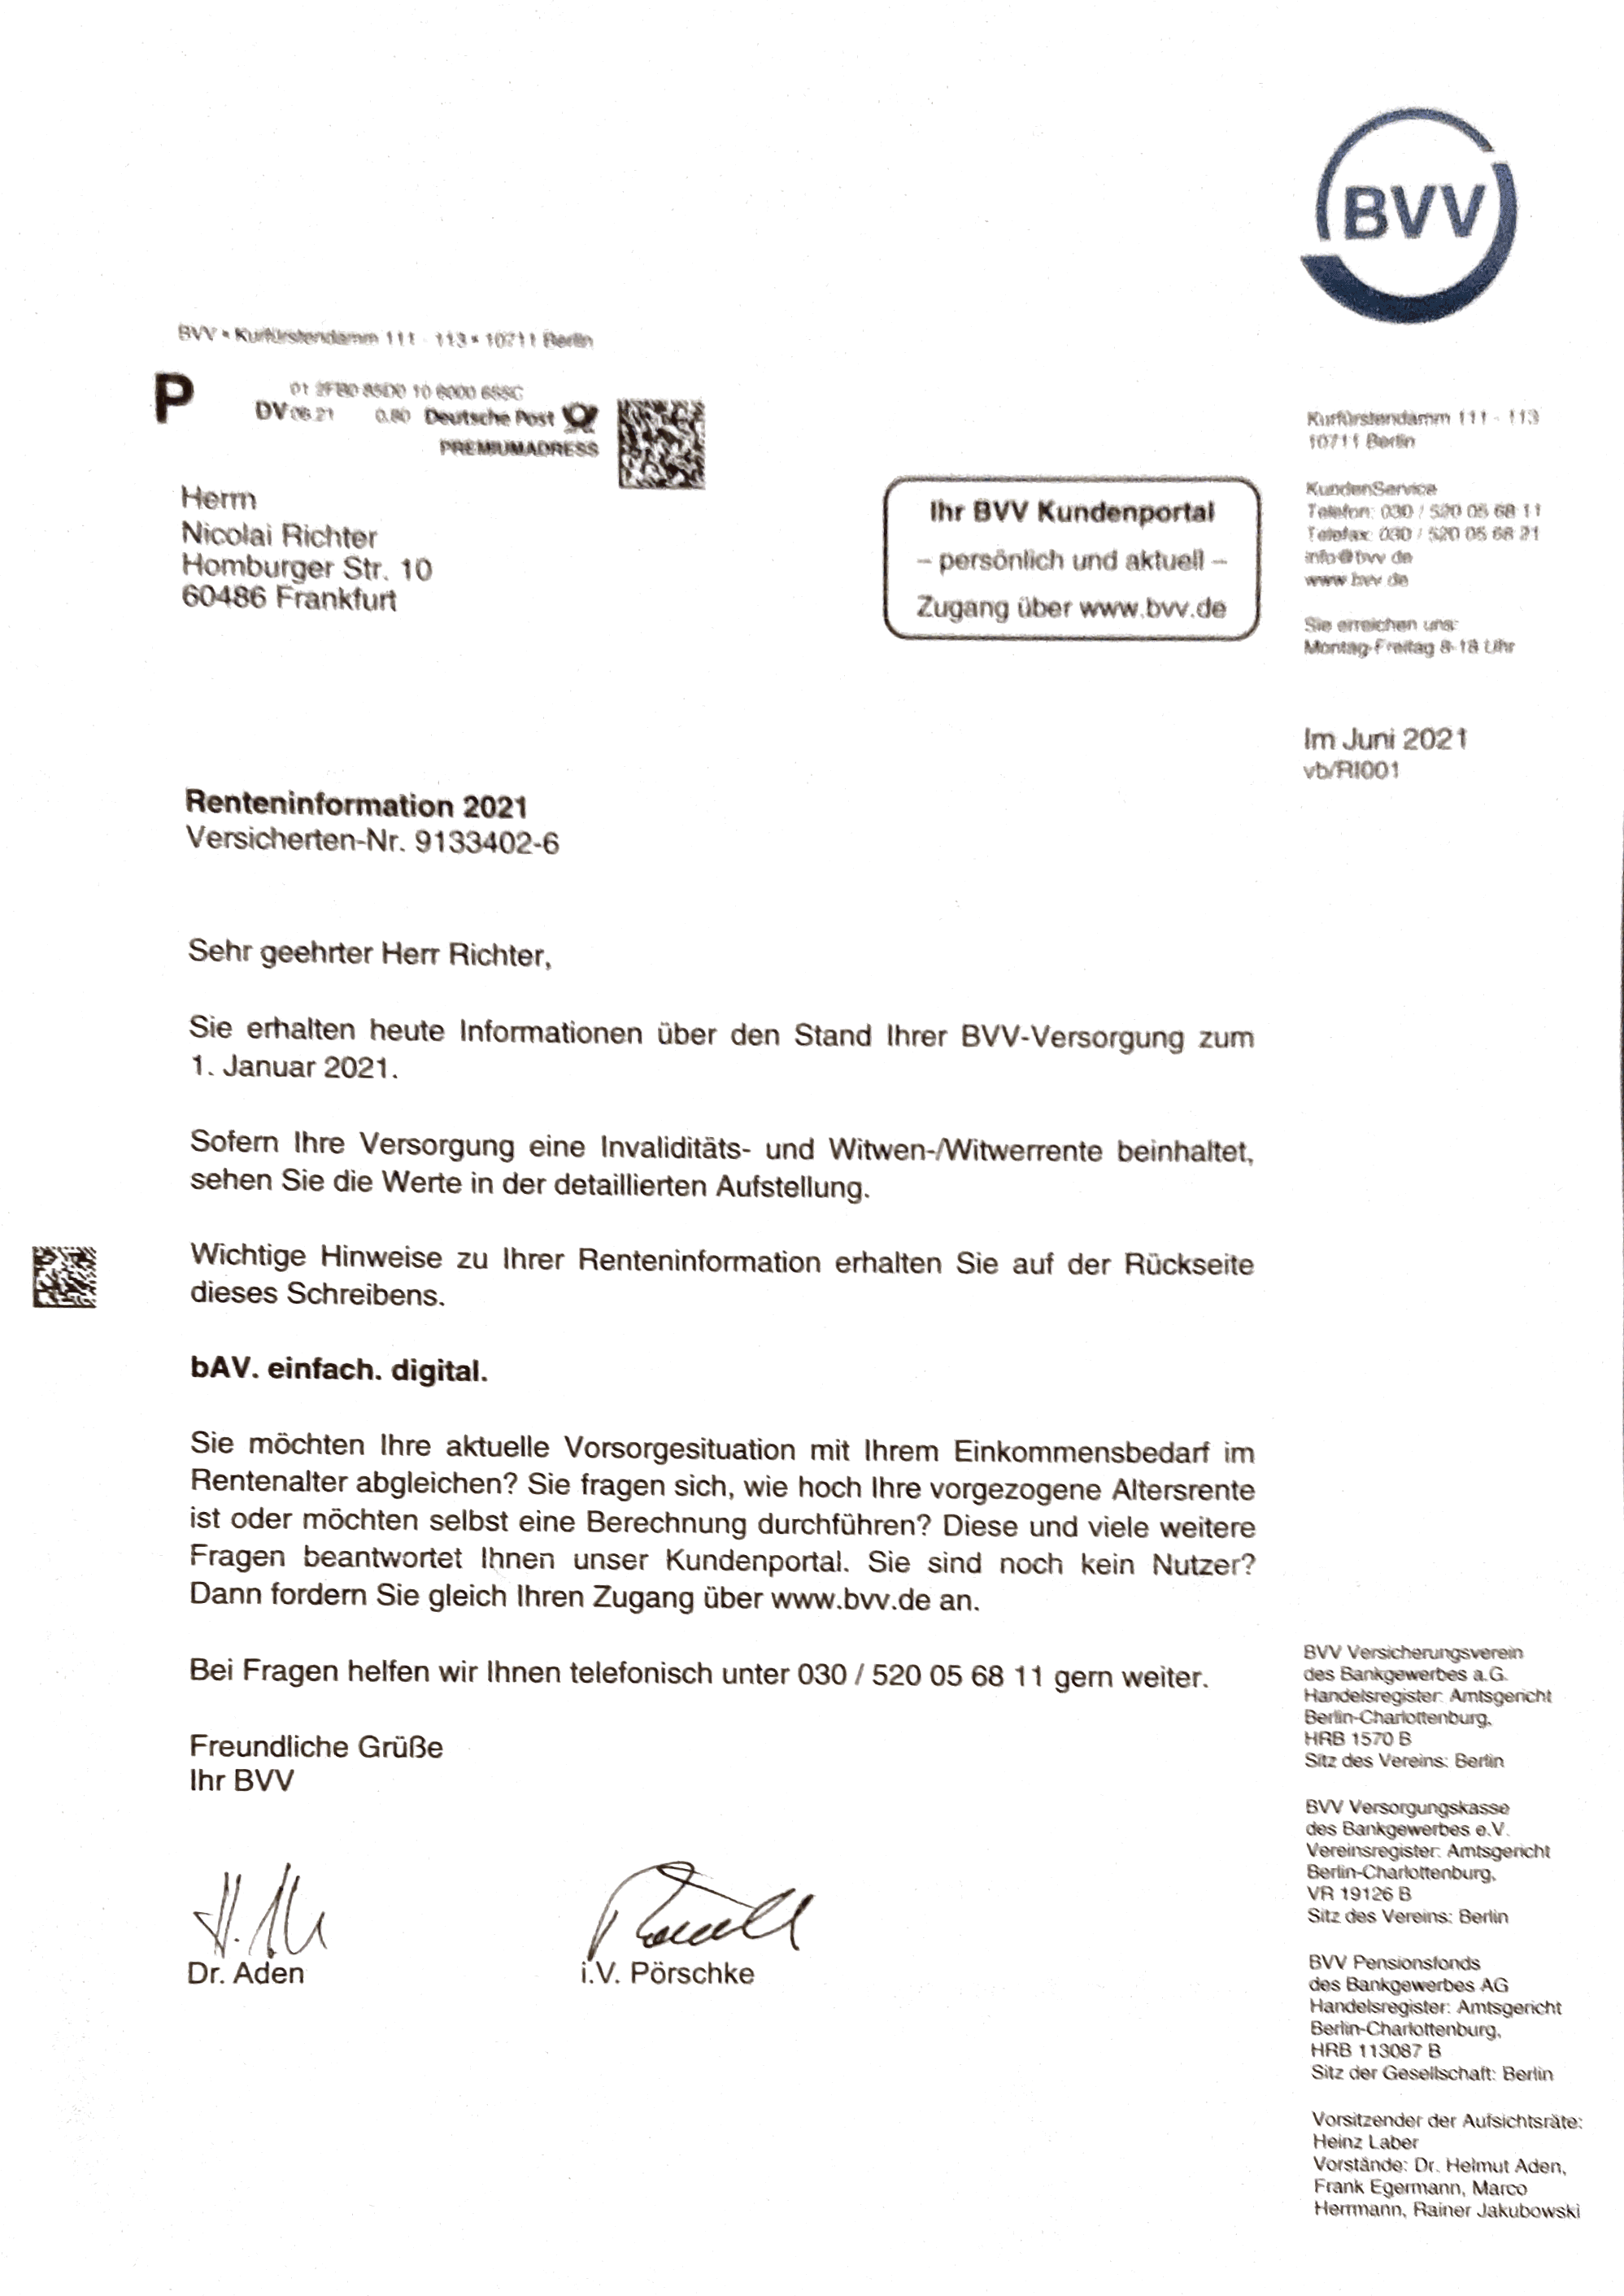 BVV
BVV • Kurfürstendamm 111 - 113 • 10711 Berlin
P
DV 06.21 0,80 Deutsche Post
PREMIUMADRESS
Herrn
Nicolai Richter
Homburger Str. 10
60486 Frankfurt
Ihr BVV Kundenportal
– persönlich und aktuell –
Zugang über www.bvv.de
Kurfürstendamm 111 - 113
10711 Berlin
KundenService
Telefon: 030 / 520 05 68 11
Telefax: 030 / 520 05 68 21
info@bvv.de
www.bvv.de
Sie erreichen uns:
Montag-Freitag 8-18 Uhr
Im Juni 2021
vb/RI001
Renteninformation 2021
Versicherten-Nr. 9133402-6
Sehr geehrter Herr Richter,
Sie erhalten heute Informationen über den Stand Ihrer BVV-Versorgung zum
1. Januar 2021.
Sofern Ihre Versorgung eine Invaliditäts- und Witwen-/Witwerrente beinhaltet,
sehen Sie die Werte in der detaillierten Aufstellung.
Wichtige Hinweise zu Ihrer Renteninformation erhalten Sie auf der Rückseite
dieses Schreibens.
bAV. einfach. digital.
Sie möchten Ihre aktuelle Vorsorgesituation mit Ihrem Einkommensbedarf im
Rentenalter abgleichen? Sie fragen sich, wie hoch Ihre vorgezogene Altersrente
ist oder möchten selbst eine Berechnung durchführen? Diese und viele weitere
Fragen beantwortet Ihnen unser Kundenportal. Sie sind noch kein Nutzer?
Dann fordern Sie gleich Ihren Zugang über www.bvv.de an.
Bei Fragen helfen wir Ihnen telefonisch unter 030 / 520 05 68 11 gern weiter.
Freundliche Grüße
Ihr BVV
Dr. Aden
i.V. Pörschke
BVV Versicherungsverein
des Bankgewerbes a.G.
Handelsregister: Amtsgericht
Berlin-Charlottenburg,
HRB 1570 B
Sitz des Vereins: Berlin
BVV Versorgungskasse
des Bankgewerbes e.V.
Vereinsregister: Amtsgericht
Berlin-Charlottenburg,
VR 19126 B
Sitz des Vereins: Berlin
BVV Pensionsfonds
des Bankgewerbes AG
Handelsregister: Amtsgericht
Berlin-Charlottenburg,
HRB 113087 B
Sitz der Gesellschaft: Berlin
Vorsitzender der Aufsichtsräte:
Heinz Laber
Vorstände: Dr. Helmut Aden,
Frank Egermann, Marco
Herrmann, Rainer Jakubowski